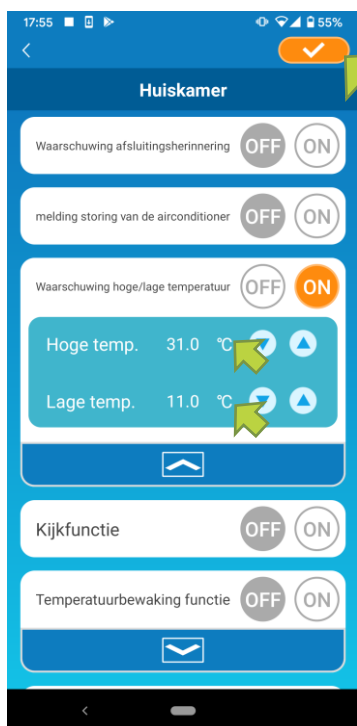 17:55 55%
Huiskamer
Waarschuwing afsluitingsherinnering OFF ON
melding storing van de airconditioner OFF ON
Waarschuwing hoge/lage temperatuur OFF ON
Hoge temp. 31.0 ℃
Lage temp. 11.0 ℃
Kijkfunctie OFF ON
Temperatuurbewaking functie OFF ON